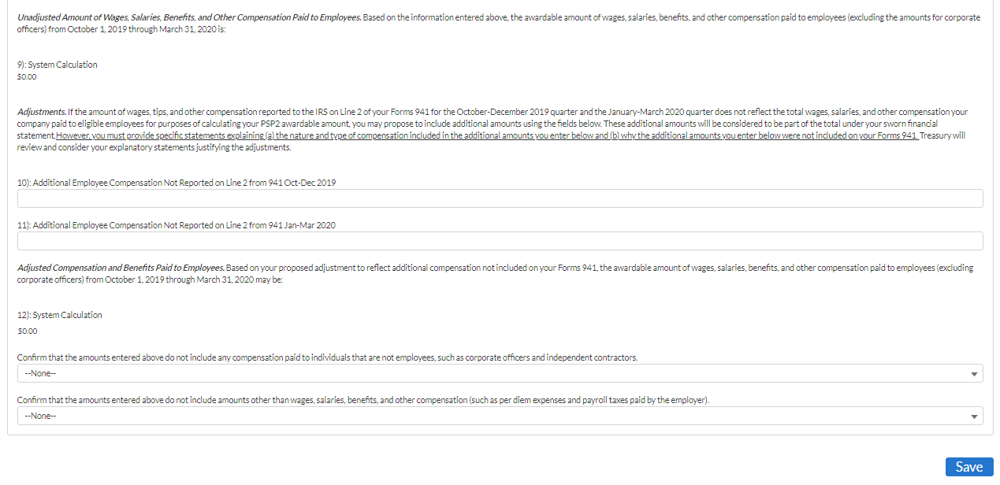 Unadjusted Amount of Wages, Salaries, Benefits, and Other Compensation Paid to Employees. Based on the information entered above, the awardable amount of wages, salaries, benefits, and other compensation paid to employees (excluding the amounts for corporate
officers) from October 1, 2019 through March 31, 2020 is:
9): System Calculation
$0.00
Adjustments. If the amount of wages, tips, and other compensation reported to the IRS on Line 2 of your Forms 941 for the October-December 2019 quarter and the January-March 2020 quarter does not reflect the total wages, salaries, and other compensation your
company paid to eligible employees for purposes of calculating your PSP2 awardable amount, you may propose to include additional amounts using the fields below. These additional amounts will be considered to be part of the total under your sworn financial
statement. However, you must provide specific statements explaining (a) the nature and type of compensation included in the additional amounts you enter below and (b) why the additional amounts you enter below were not included on your Forms 941. Treasury will
review and consider your explanatory statements justifying the adjustments.
10): Additional Employee Compensation Not Reported on Line 2 from 941 Oct-Dec 2019
11): Additional Employee Compensation Not Reported on Line 2 from 941 Jan-Mar 2020
Adjusted Compensation and Benefits Paid to Employees. Based on your proposed adjustment to reflect additional compensation not included on your Forms 941, the awardable amount of wages, salaries, benefits, and other compensation paid to employees (excluding
corporate officers) from October 1, 2019 through March 31, 2020 may be:
12): System Calculation
$0.00
Confirm that the amounts entered above do not include any compensation paid to individuals that are not employees, such as corporate officers and independent contractors.
--None--
Confirm that the amounts entered above do not include amounts other than wages, salaries, benefits, and other compensation (such as per diem expenses and payroll taxes paid by the employer).
--None--
Save